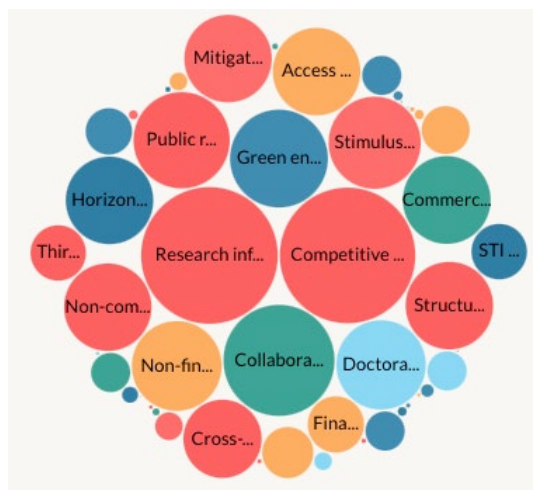 Mitigat...
Access ...
Public r...
Stimulus...
Green en...
Horizon...
Commerc...
Thir...
Research inf...
Competitive ...
STI ...
Non-com...
Structu...
Non-fin...
Collabora...
Doctora...
Cross-...
Fina...